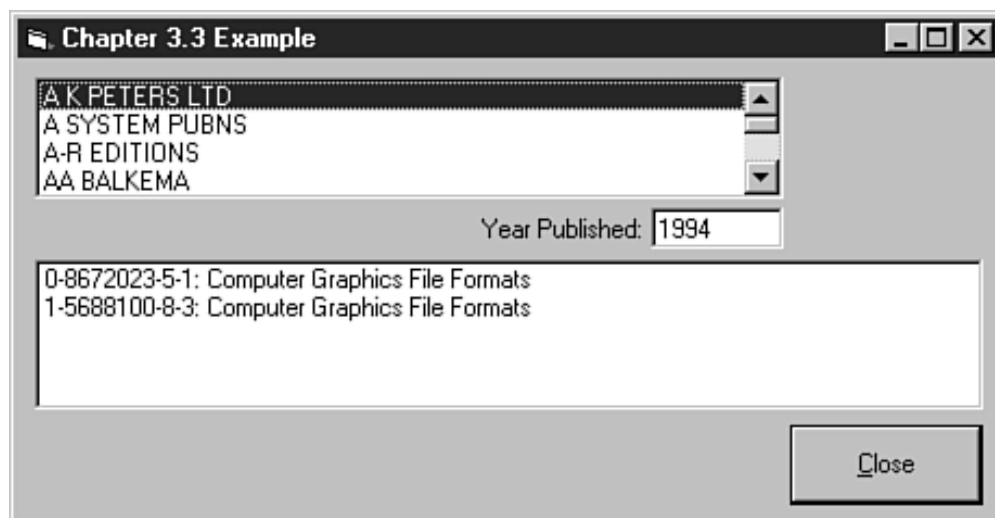 Chapter 3.3 Example
A K PETERS LTD
A SYSTEM PUBNS
A-R EDITIONS
AA BALKEMA
Year Published: 1994
0-8672023-5-1: Computer Graphics File Formats
1-5688100-8-3: Computer Graphics File Formats
Close